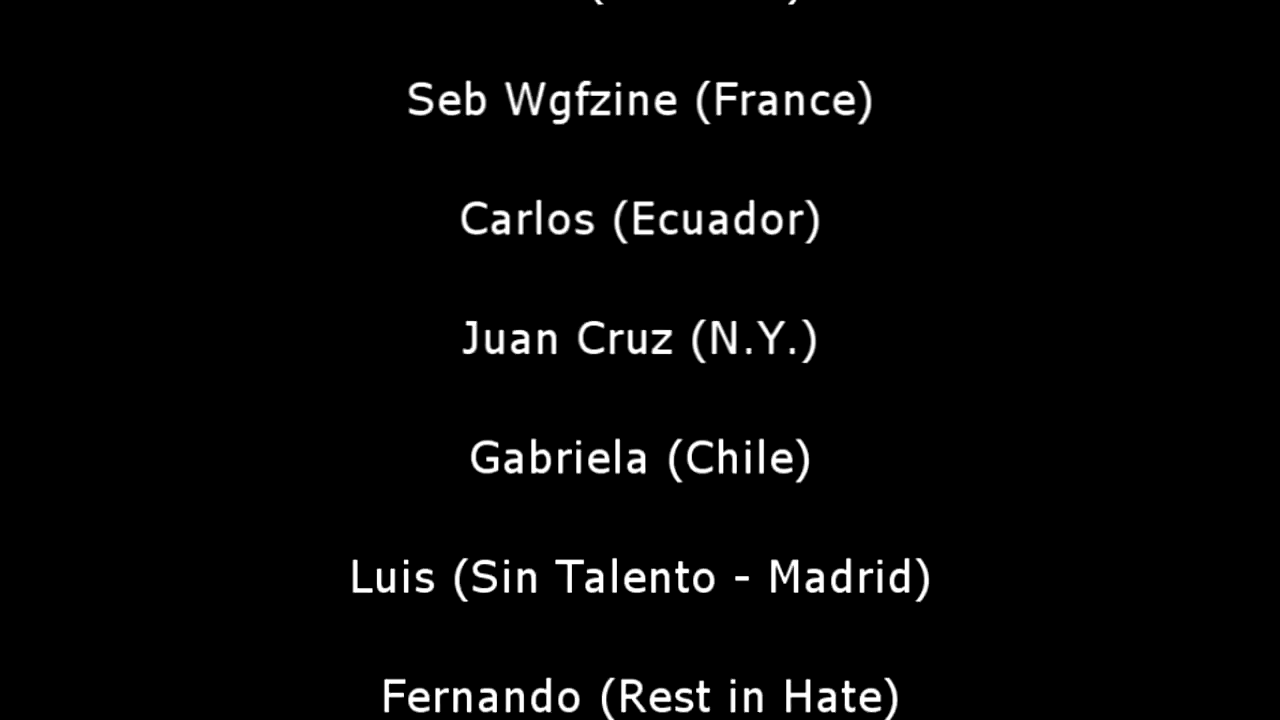 Seb Wgfzine (France)
Carlos (Ecuador)
Juan Cruz (N.Y.)
Gabriela (Chile)
Luis (Sin Talento - Madrid)
Fernando (Rest in Hate)